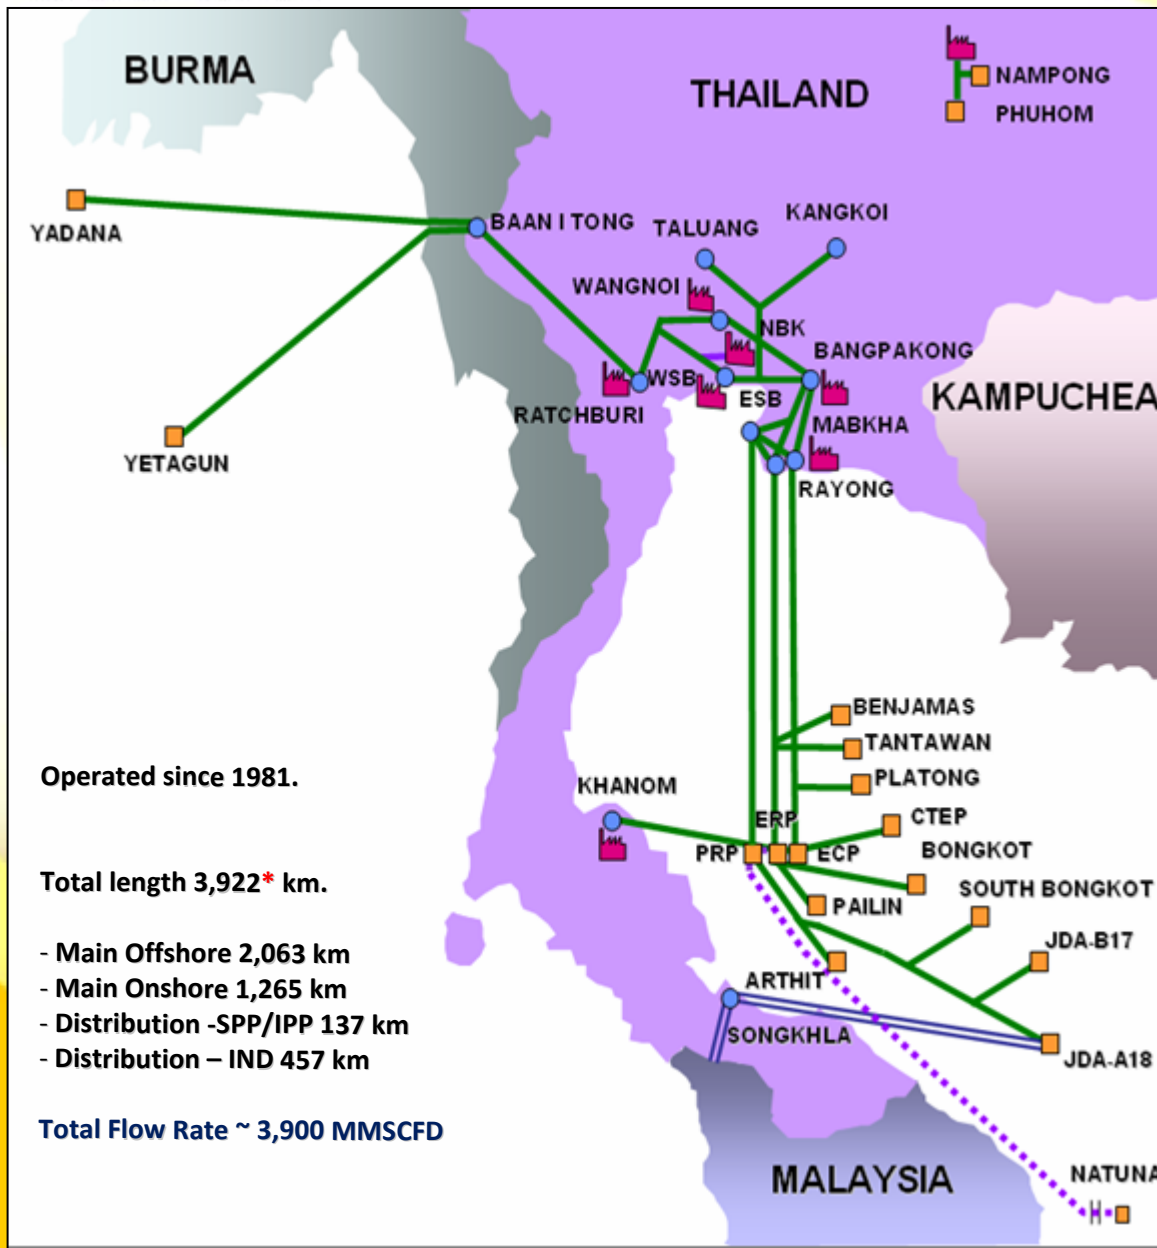 BURMA
THAILAND
NAMPONG
PHUHOM
YADANA
BAAN I TONG
TALUANG
KANGKOI
WANGNOI
NBK
BANGPAKONG
WSB
ESB
RATCHBURI
KAMPUCHEA
MABKHA
YETAGUN
RAYONG
BENJAMAS
TANTAWAN
PLATONG
KHANOM
CTEP
ERP
PRP
ECP
BONGKOT
SOUTH BONGKOT
PAILIN
JDA-B17
ARTHIT
SONGKHLA
JDA-A18
MALAYSIA
NATUNA
Operated since 1981.
Total length 3,922* km.
- Main Offshore 2,063 km
- Main Onshore 1,265 km
- Distribution -SPP/IPP 137 km
- Distribution – IND 457 km
Total Flow Rate ~ 3,900 MMSCFD